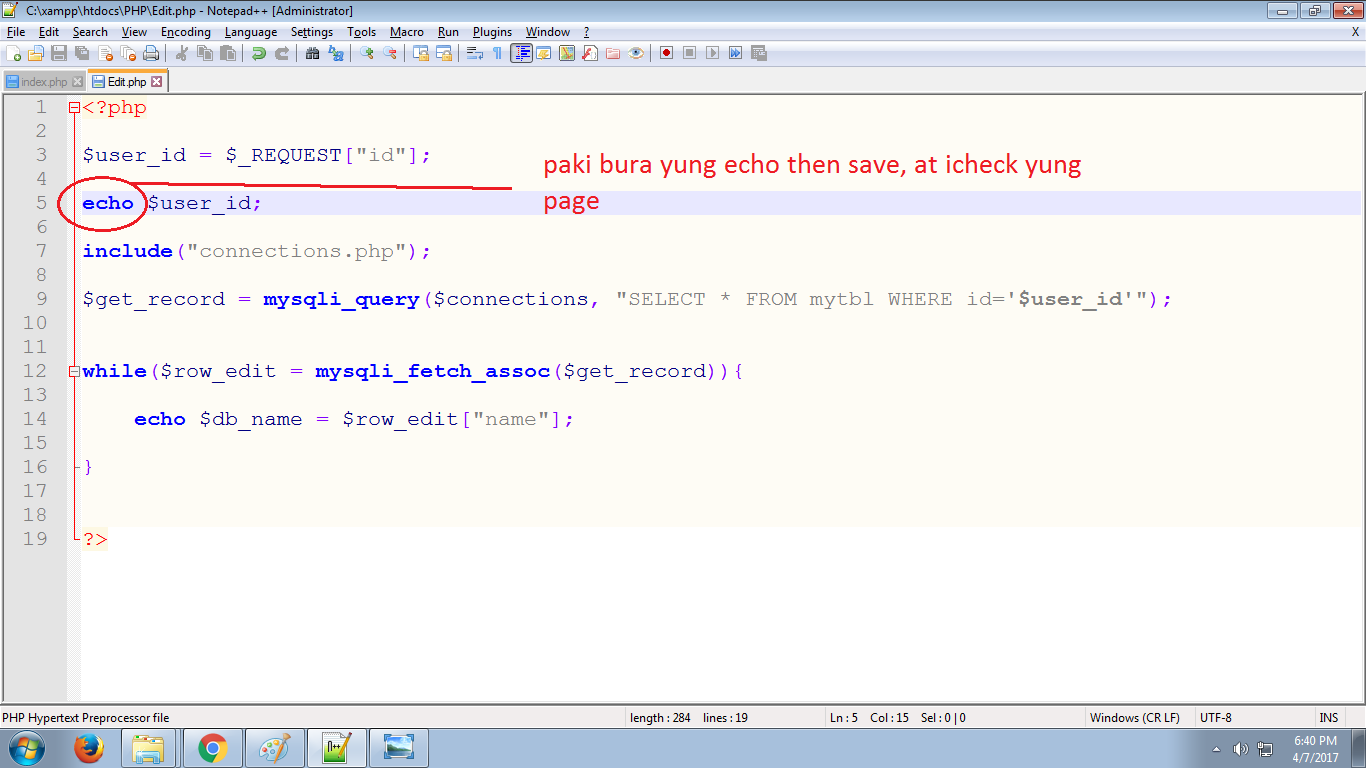 C:\xampp\htdocs\PHP\Edit.php - Notepad++ [Administrator]
File Edit Search View Encoding Language Settings Tools Macro Run Plugins Window ? X
index.php Edit.php
1 <?php
2
3 $user_id = $_REQUEST["id"];
paki bura yung echo then save, at icheck yung
page
4
5 echo $user_id;
6
7 include("connections.php");
8
9 $get_record = mysqli_query($connections, "SELECT * FROM mytbl WHERE id='$user_id'");
10
11
12 while($row_edit = mysqli_fetch_assoc($get_record)){
13
14 echo $db_name = $row_edit["name"];
15
16 }
17
18
19 ?>
PHP Hypertext Preprocessor file length : 284 lines : 19 Ln : 5 Col : 15 Sel : 0 | 0 Windows (CR LF) UTF-8 INS
6:40 PM
4/7/2017